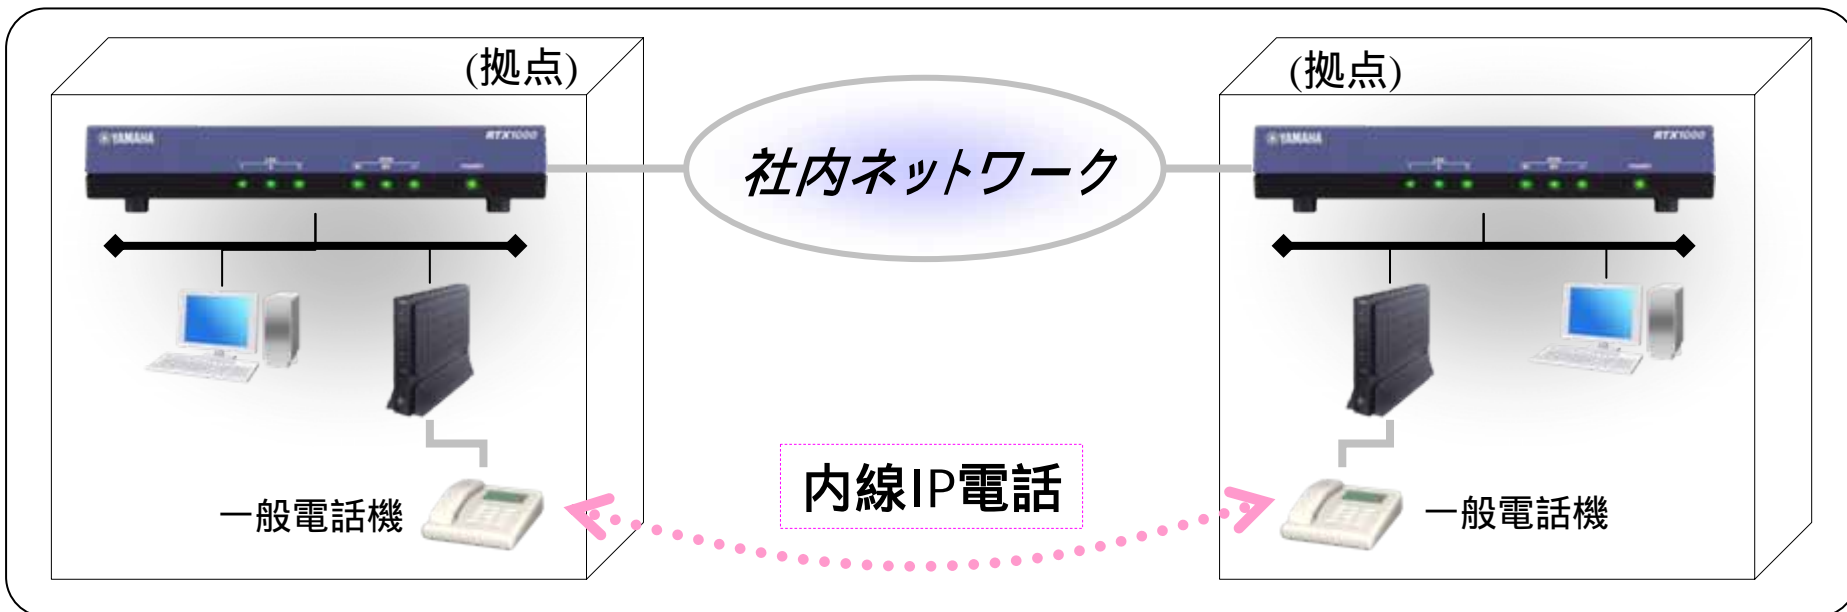 (拠点)
(拠点)
YAMAHA
RTX1000
YAMAHA
RTX1000
社内ネットワーク
内線IP電話
一般電話機
一般電話機